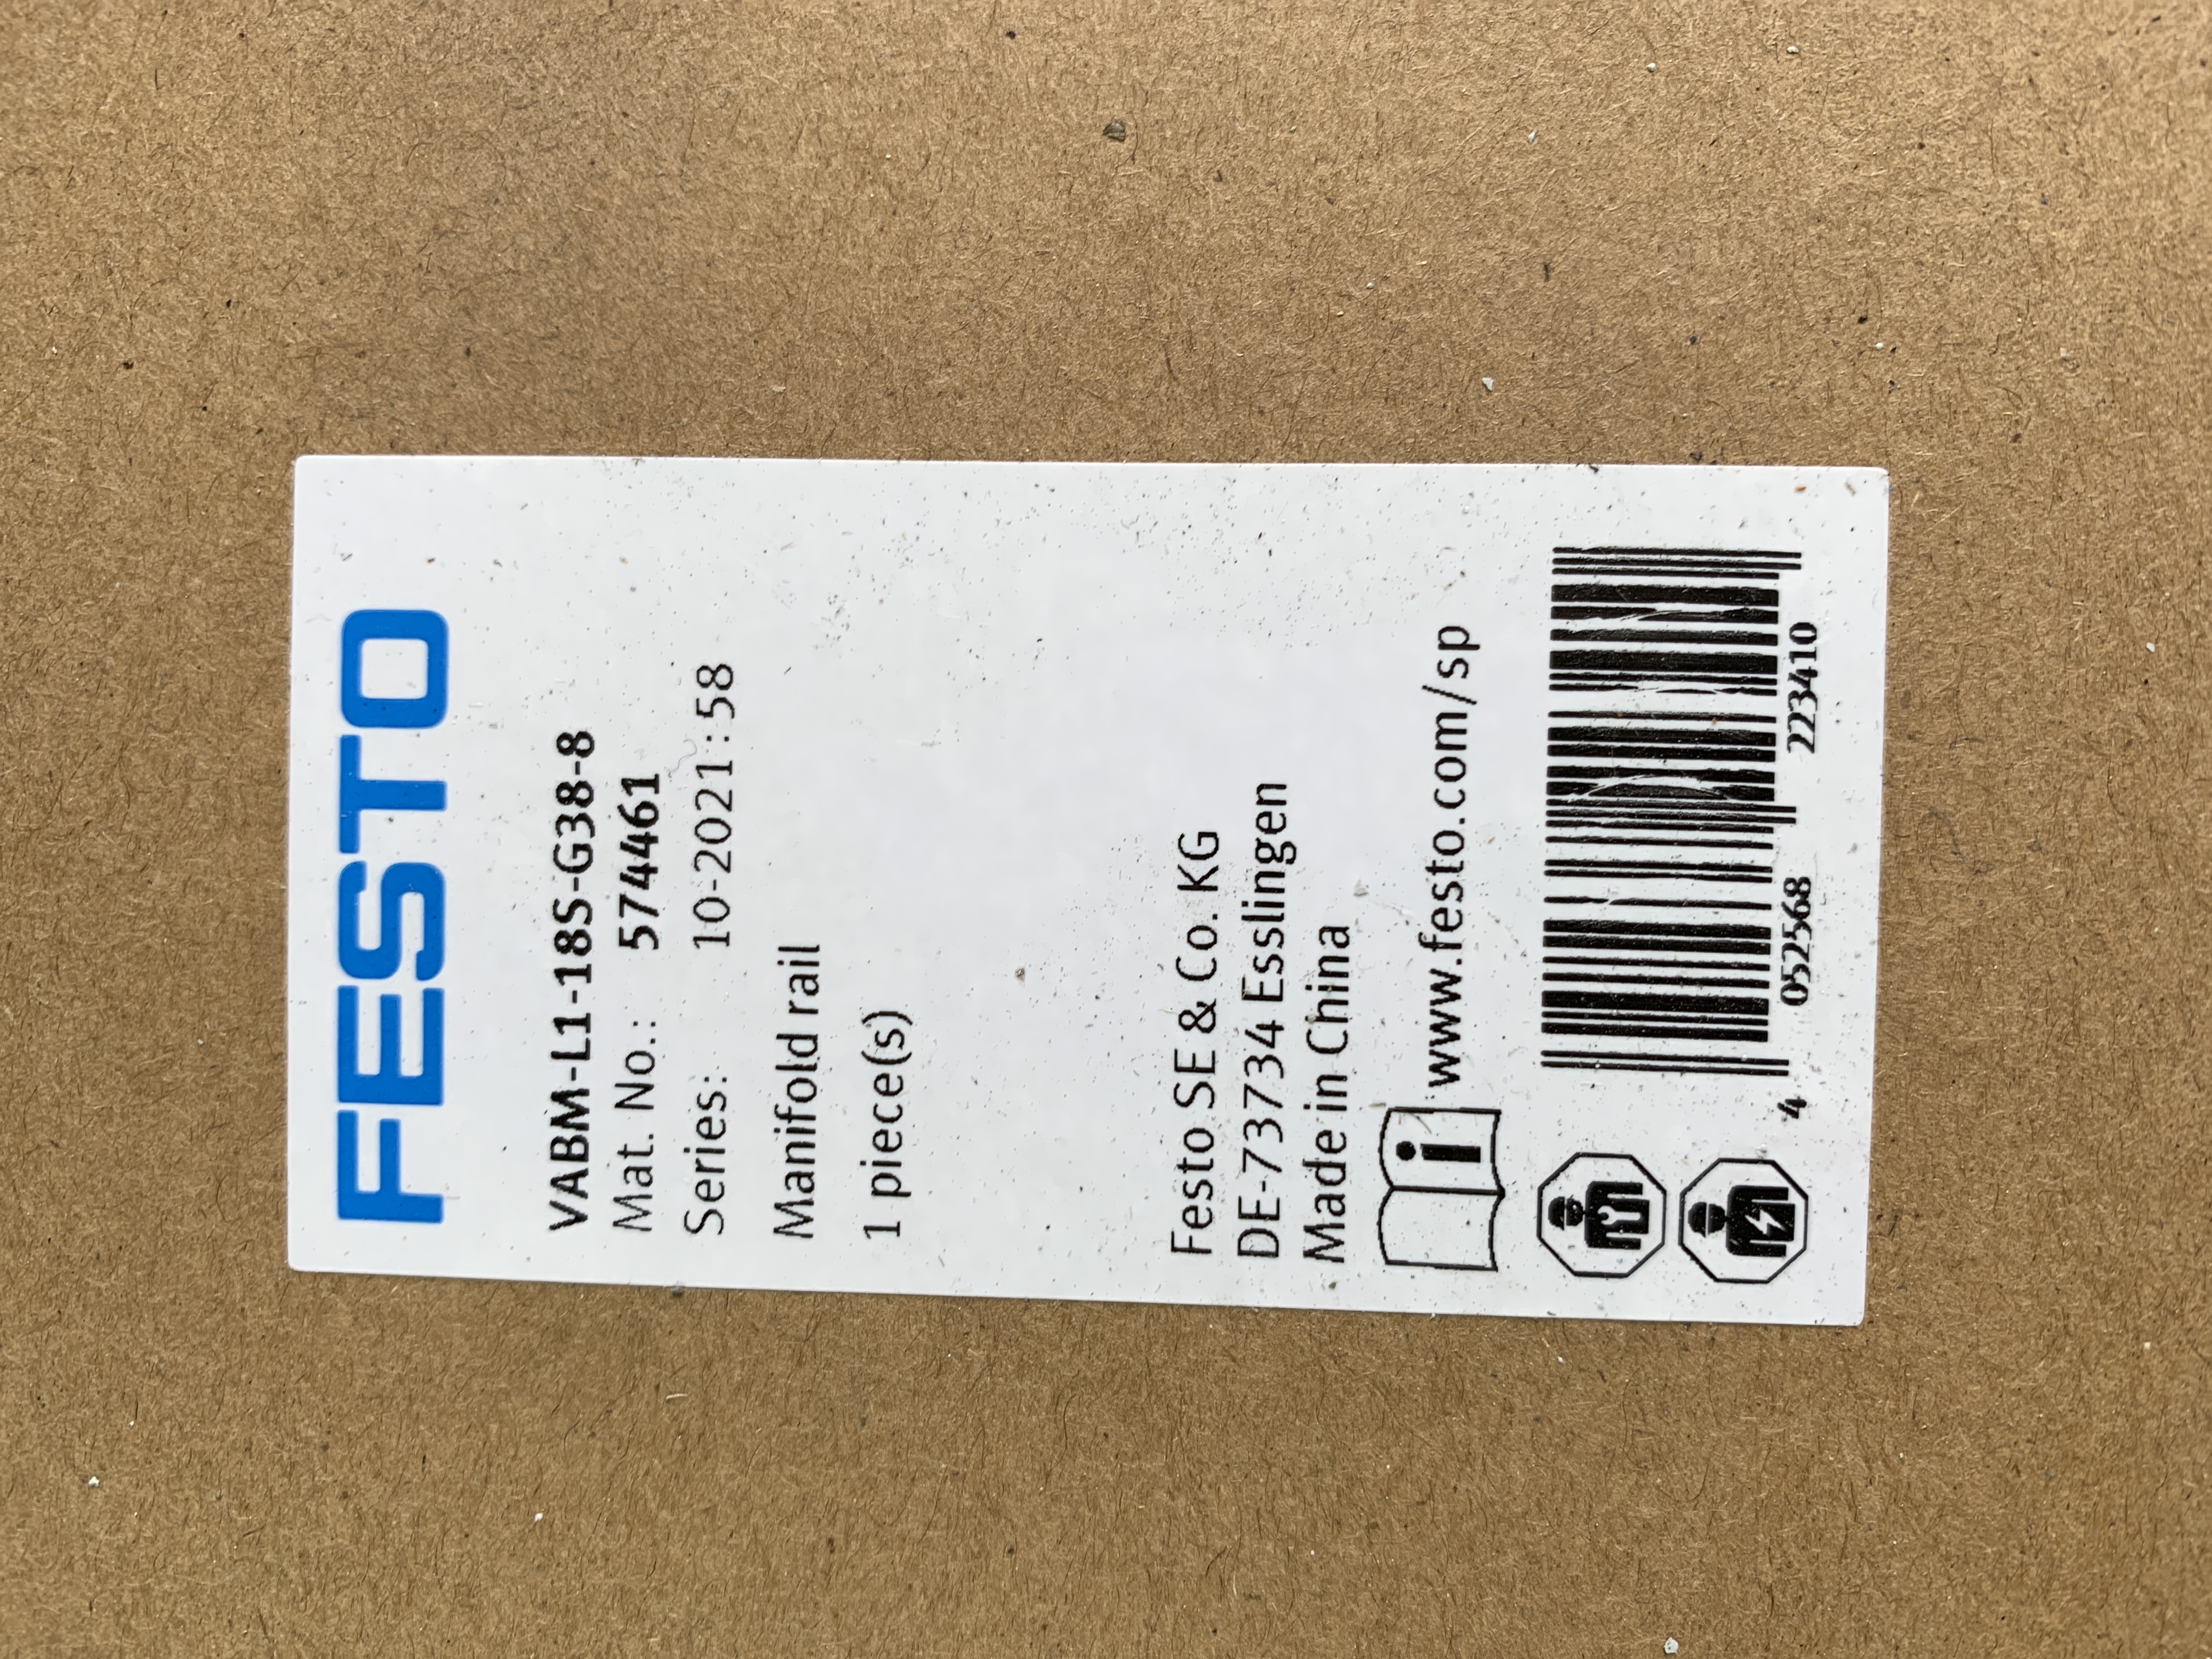 FESTO
VABM-L1-18S-G38-8
Mat. No.: 574461
Series: 10-2021:58
Manifold rail
1 piece(s)
Festo SE & Co. KG
DE-73734 Esslingen
Made in China
i www.festo.com/sp
4 052568 223410